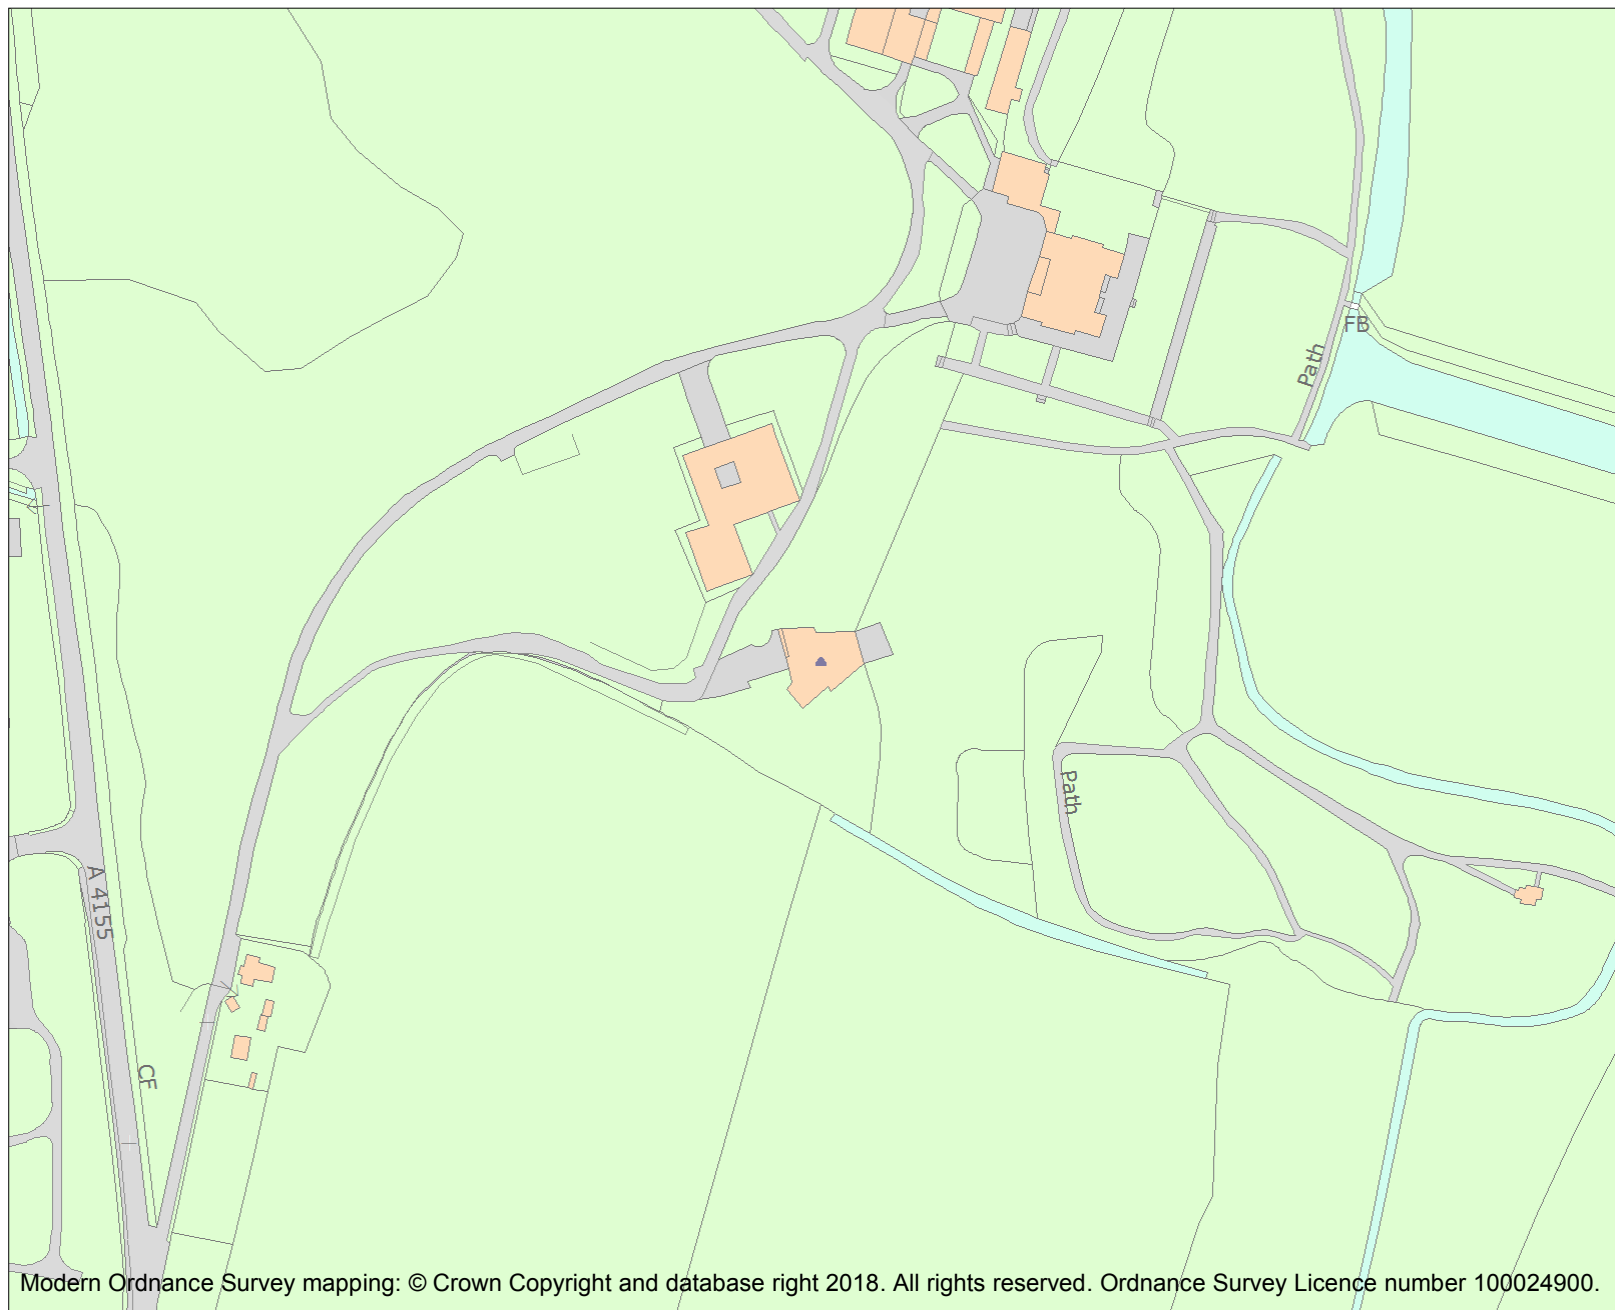 FB
Path
Path
A 4155
CF
Modern Ordnance Survey mapping: © Crown Copyright and database right 2018. All rights reserved. Ordnance Survey Licence number 100024900.